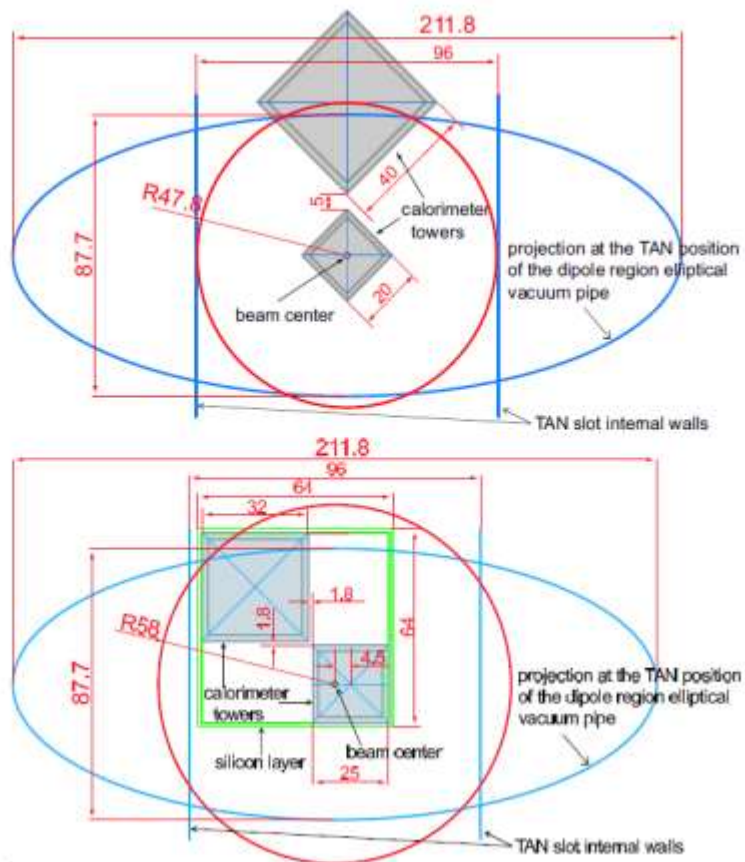 211.8
96
40
5
R47.8
calorimeter
towers
87.7
projection at the TAN position
of the dipole region elliptical
vacuum pipe
20
beam center
TAN slot internal walls
211.8
96
64
32
1.8
1.8
R58
64
4.5
87.7
projection at the TAN position
of the dipole region elliptical
vacuum pipe
calorimeter
towers
beam center
silicon layer
25
TAN slot internal walls